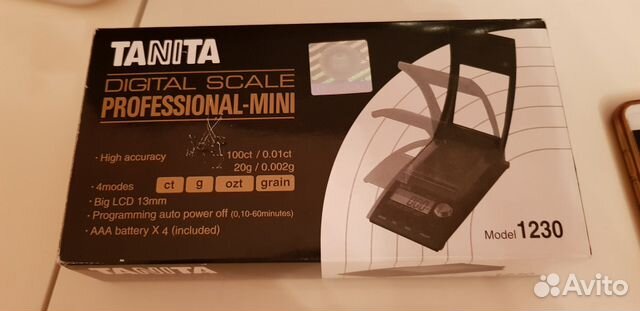 TANITA
DIGITAL SCALE
PROFESSIONAL-MINI
· High accuracy 100ct / 0.01ct
20g / 0.002g
· 4modes ct g ozt grain
· Big LCD 13mm
· Programming auto power off (0,10-60minutes)
· AAA battery X 4 (included)
Model 1230
TANITA
Avito